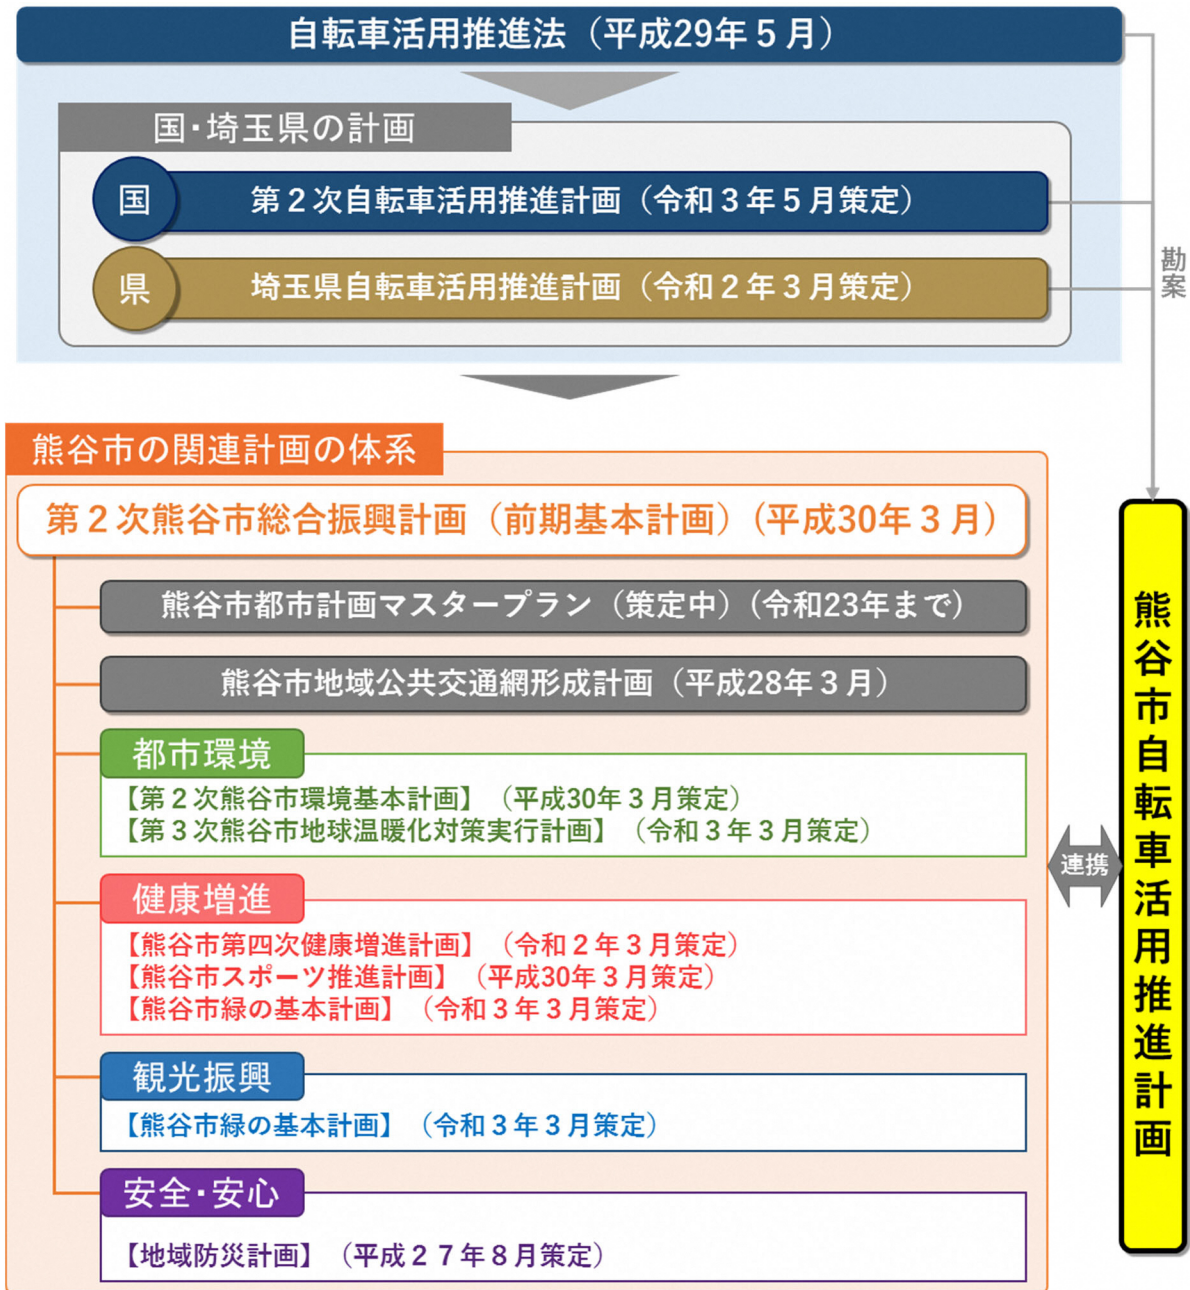 自転車活用推進法（平成29年５月）
国･埼玉県の計画
国
第２次自転車活用推進計画（令和３年５月策定）
県
埼玉県自転車活用推進計画（令和２年３月策定）
勘案
熊谷市の関連計画の体系
第２次熊谷市総合振興計画（前期基本計画）（平成30年３月）
熊谷市都市計画マスタープラン（策定中）（令和23年まで）
熊谷市地域公共交通網形成計画（平成28年３月）
都市環境
【第２次熊谷市環境基本計画】（平成30年３月策定）
【第３次熊谷市地球温暖化対策実行計画】（令和３年３月策定）
健康増進
【熊谷市第四次健康増進計画】（令和２年３月策定）
【熊谷市スポーツ推進計画】（平成30年３月策定）
【熊谷市緑の基本計画】（令和３年３月策定）
観光振興
【熊谷市緑の基本計画】（令和３年３月策定）
安全･安心
【地域防災計画】（平成２７年８月策定）
連携
熊谷市自転車活用推進計画